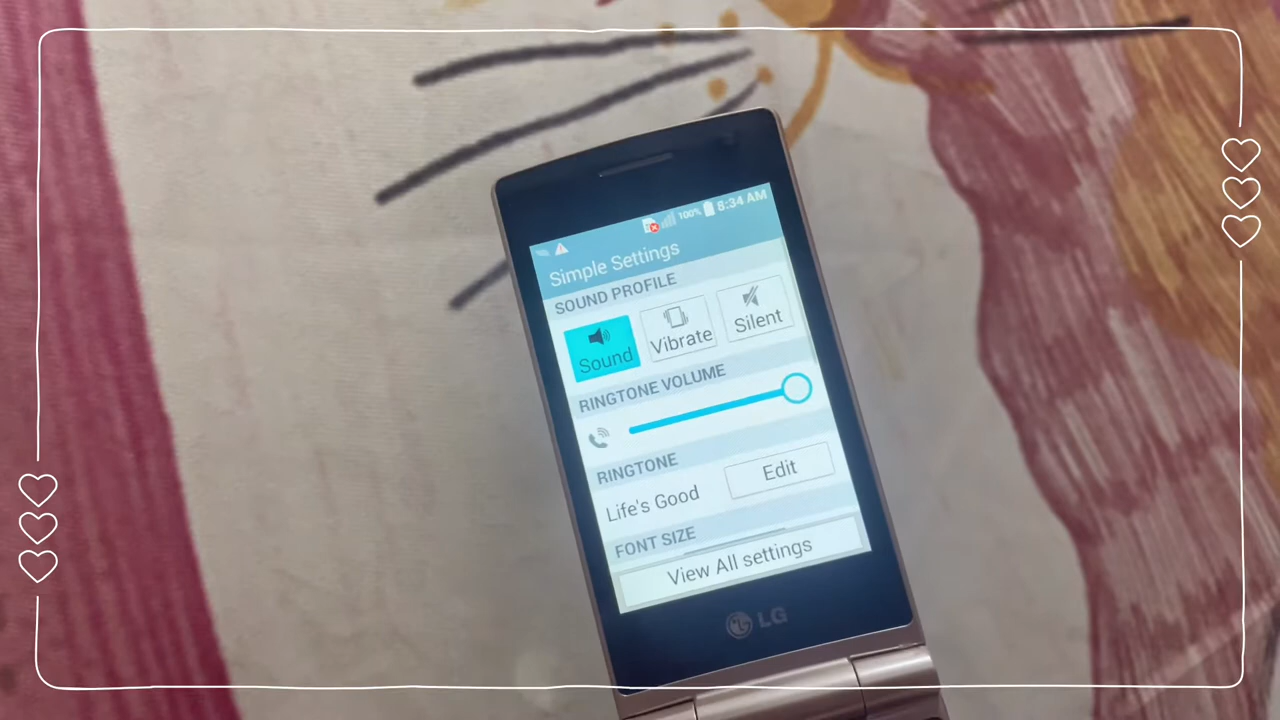 100% 8:34 AM
Simple Settings
SOUND PROFILE
Sound Vibrate Silent
RINGTONE VOLUME
RINGTONE
Life's Good Edit
FONT SIZE
View All settings
LG